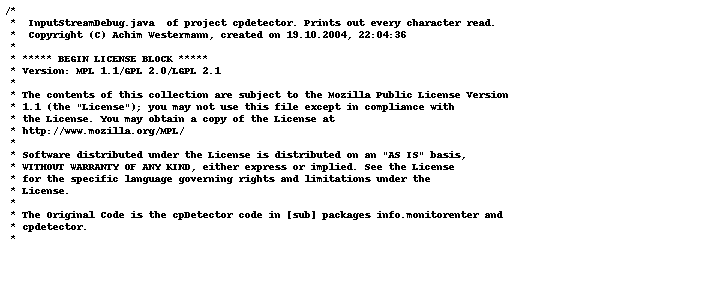 /*
 *  InputStreamDebug.java  of project cpdetector. Prints out every character read.
 *  Copyright (C) Achim Westermann, created on 19.10.2004, 22:04:36
 *
 * ***** BEGIN LICENSE BLOCK *****
 * Version: MPL 1.1/GPL 2.0/LGPL 2.1
 *
 * The contents of this collection are subject to the Mozilla Public License Version
 * 1.1 (the "License"); you may not use this file except in compliance with
 * the License. You may obtain a copy of the License at
 * http://www.mozilla.org/MPL/
 *
 * Software distributed under the License is distributed on an "AS IS" basis,
 * WITHOUT WARRANTY OF ANY KIND, either express or implied. See the License
 * for the specific language governing rights and limitations under the
 * License.
 *
 * The Original Code is the cpDetector code in [sub] packages info.monitorenter and
 * cpdetector.
 *